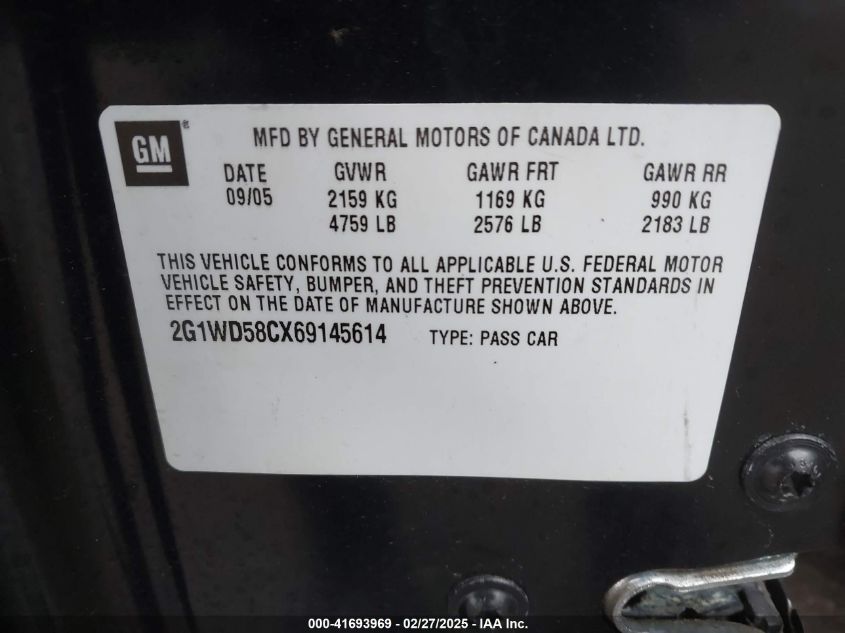 GM® MFD BY GENERAL MOTORS OF CANADA LTD.
DATE GVWR GAWR FRT GAWR RR
09/05 2159 KG 1169 KG 990 KG
4759 LB 2576 LB 2183 LB
THIS VEHICLE CONFORMS TO ALL APPLICABLE U.S. FEDERAL MOTOR
VEHICLE SAFETY, BUMPER, AND THEFT PREVENTION STANDARDS IN
EFFECT ON THE DATE OF MANUFACTURE SHOWN ABOVE.
2G1WD58CX69145614 TYPE: PASS CAR
000-41693969 | 02/27/2025 - IAA Inc.